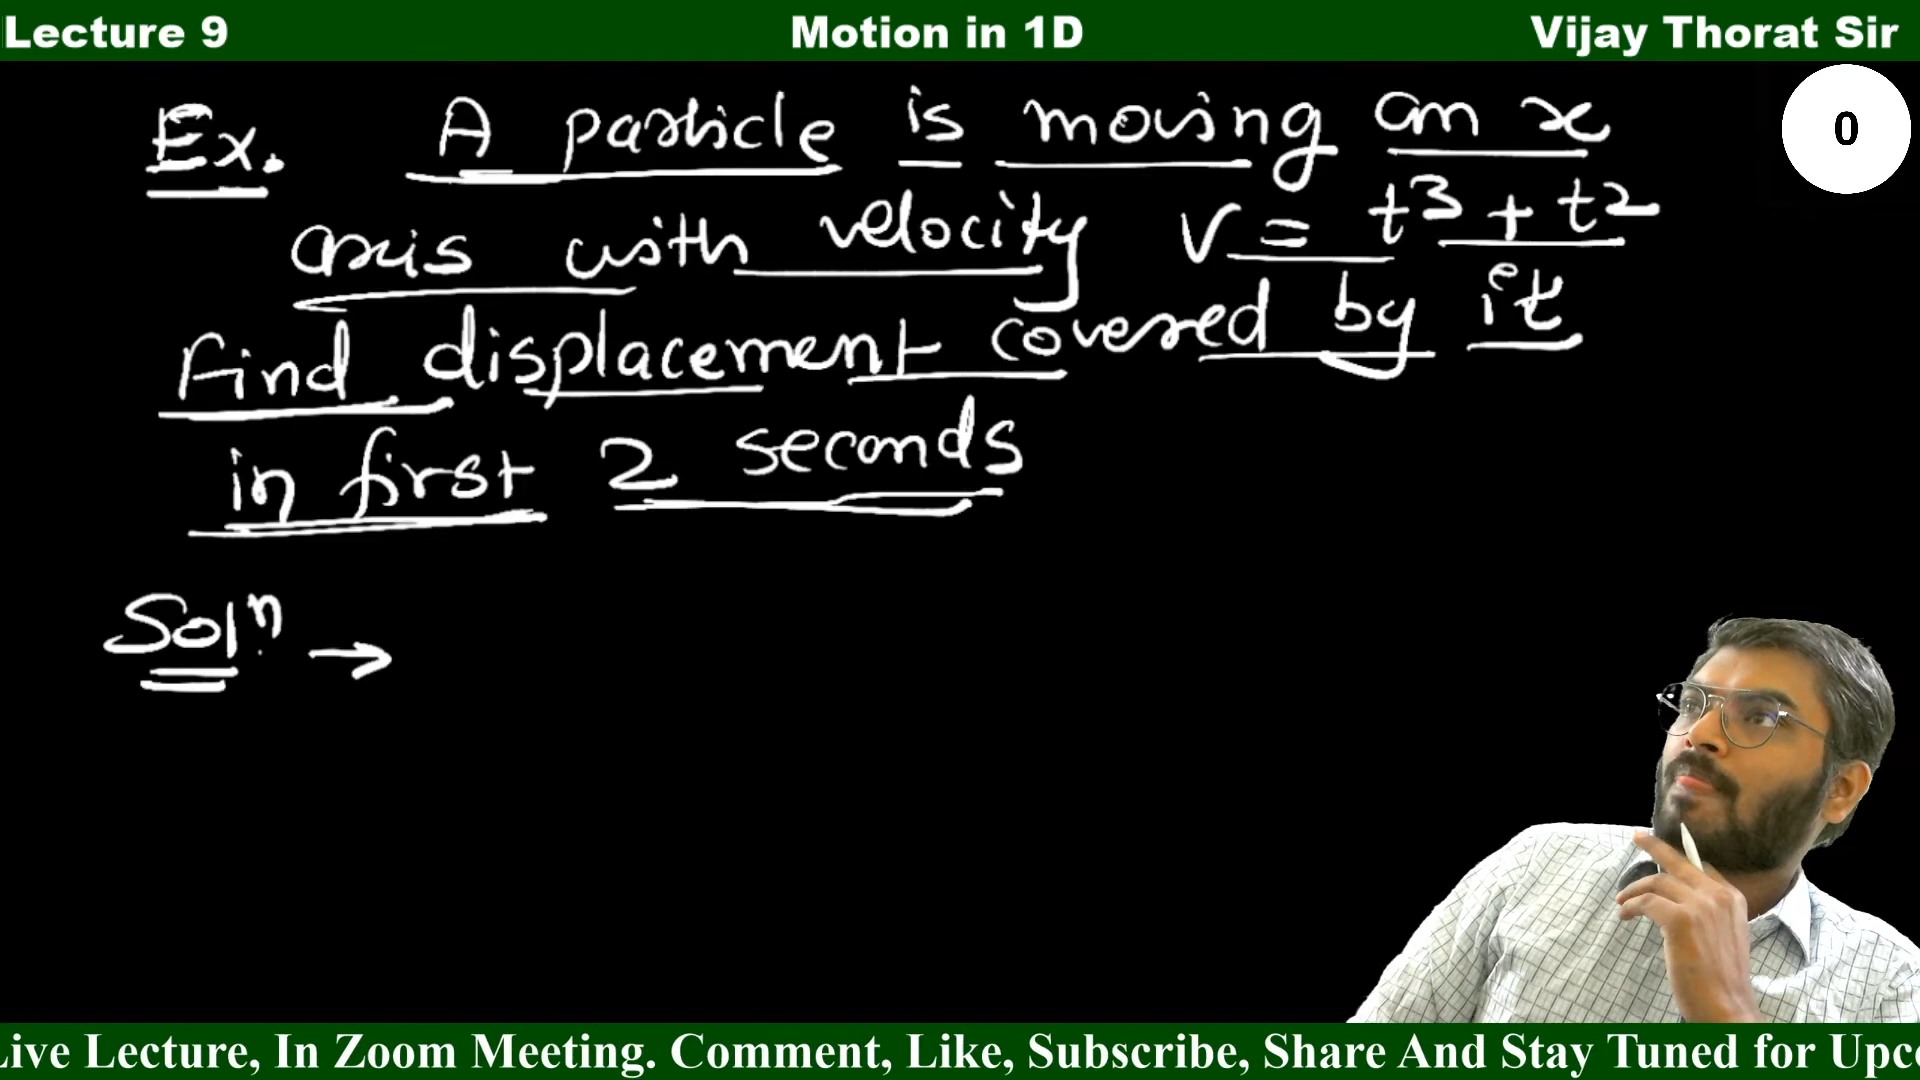 Lecture 9 Motion in 1D Vijay Thorat Sir
0
Ex. A particle is moving on x
axis with velocity v = t³ + t²
Find displacement covered by it
in first 2 seconds
Solⁿ →
Live Lecture, In Zoom Meeting. Comment, Like, Subscribe, Share And Stay Tuned for Upco